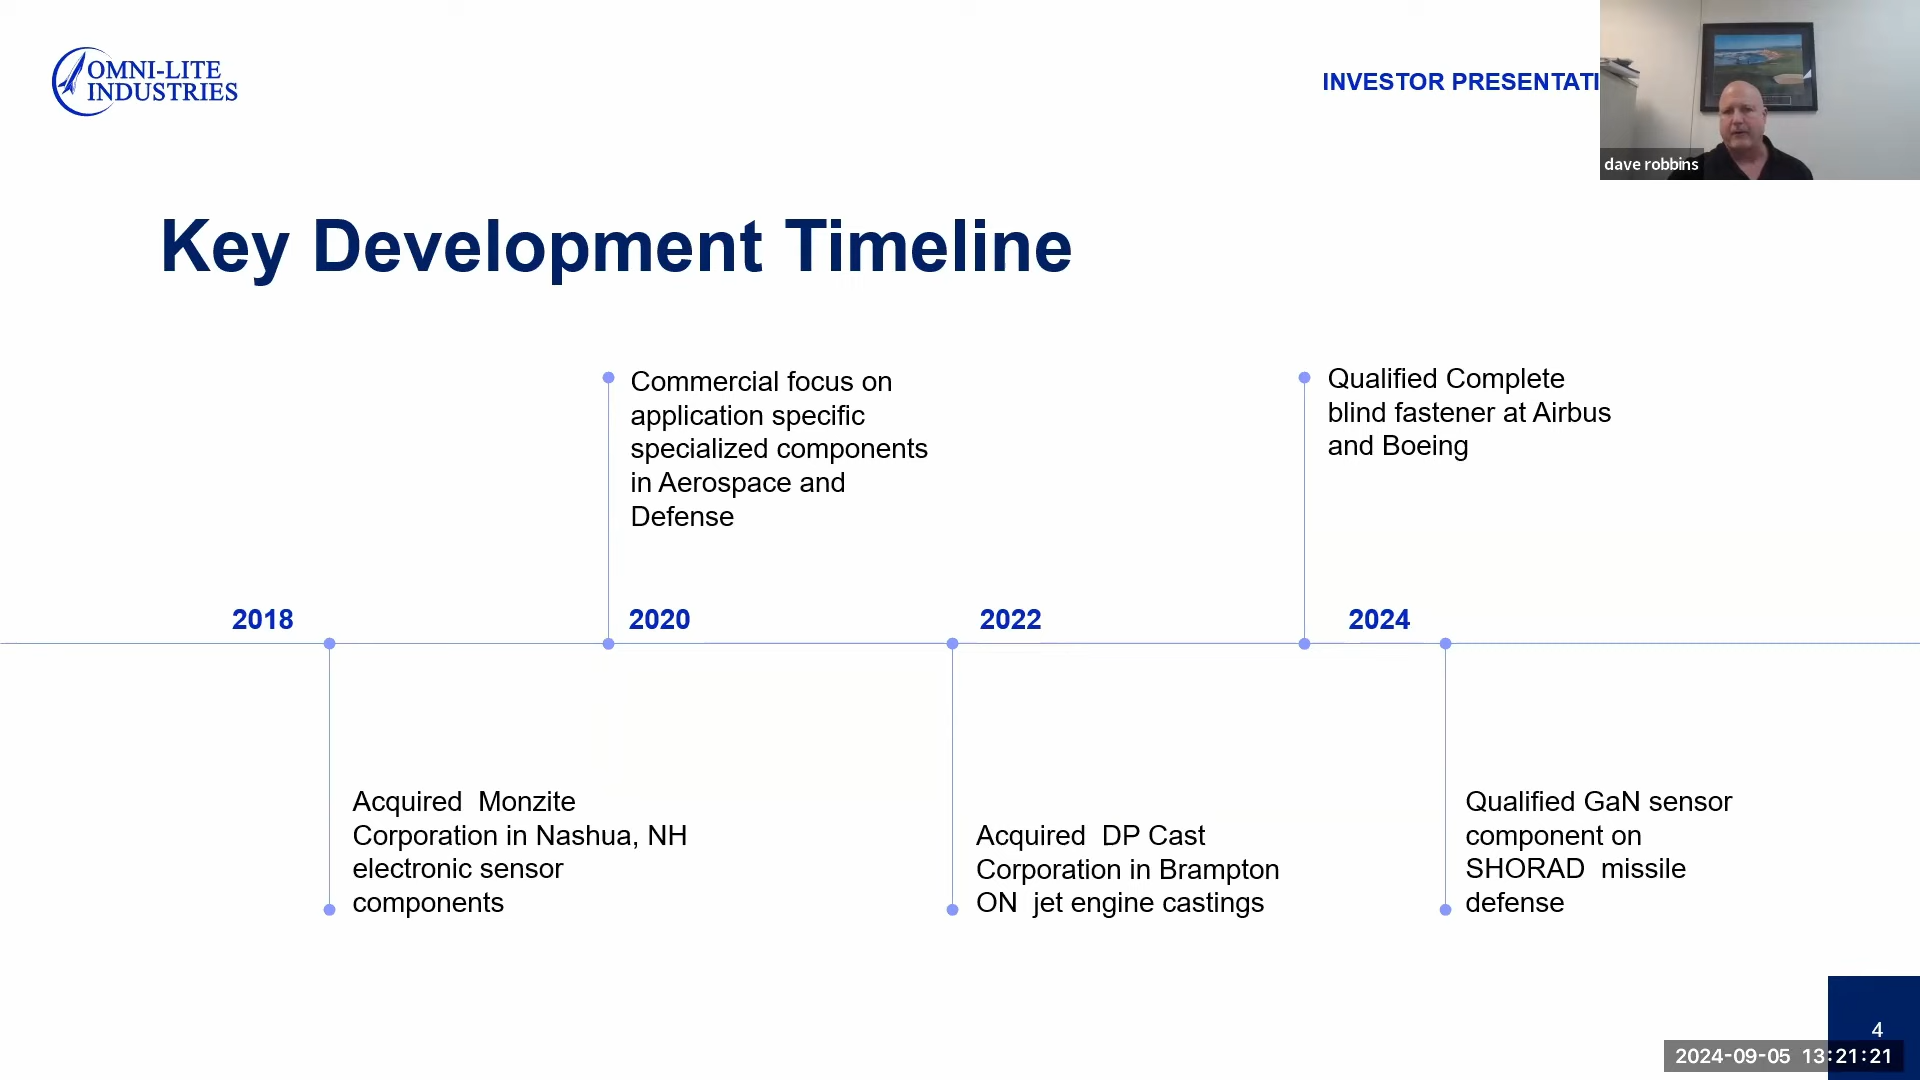 OMNI-LITE
INDUSTRIES
INVESTOR PRESENTATI
dave robbins
Key Development Timeline
Commercial focus on
application specific
specialized components
in Aerospace and
Defense
Qualified Complete
blind fastener at Airbus
and Boeing
2018
2020
2022
2024
Acquired  Monzite
Corporation in Nashua, NH
electronic sensor
components
Acquired  DP Cast
Corporation in Brampton
ON  jet engine castings
Qualified GaN sensor
component on
SHORAD  missile
defense
4
2024-09-05 13:21:21